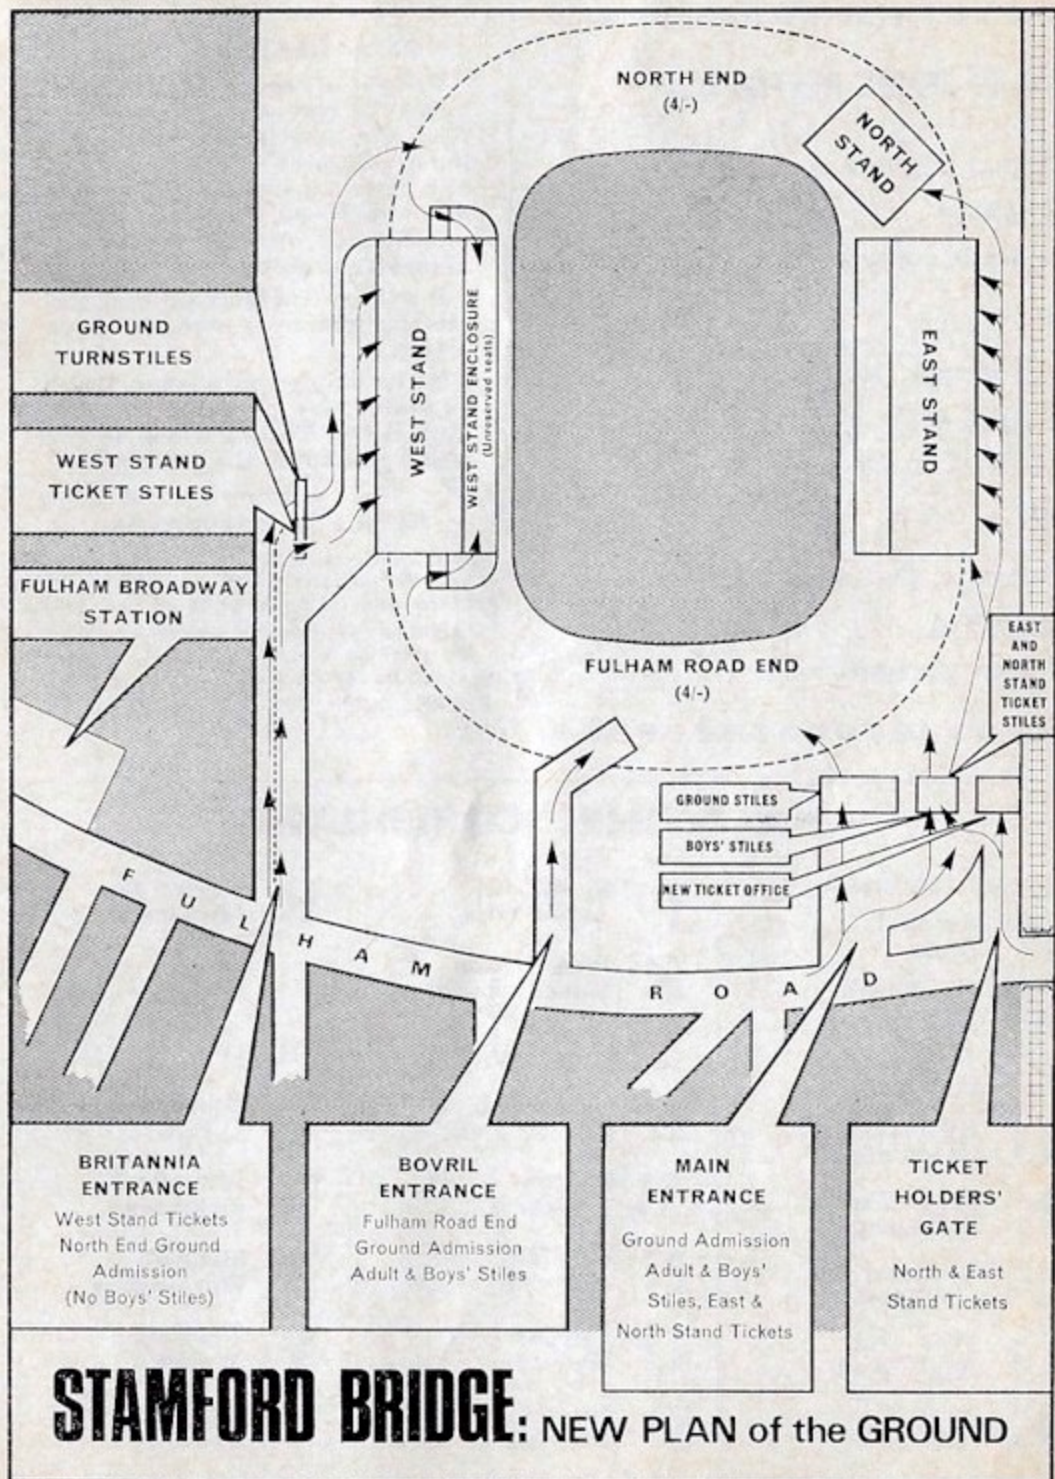 NORTH END
(4/-)
NORTH
STAND
GROUND
TURNSTILES
WEST STAND
TICKET STILES
FULHAM BROADWAY
STATION
WEST STAND
WEST STAND ENCLOSURE
(Unreserved seats)
EAST STAND
FULHAM ROAD END
(4/-)
EAST
AND
NORTH
STAND
TICKET
STILES
GROUND STILES
BOYS' STILES
NEW TICKET OFFICE
FULHAM ROAD
BRITANNIA
ENTRANCE
West Stand Tickets
North End Ground
Admission
(No Boys' Stiles)
BOVRIL
ENTRANCE
Fulham Road End
Ground Admission
Adult & Boys' Stiles
MAIN
ENTRANCE
Ground Admission
Adult & Boys'
Stiles, East &
North Stand Tickets
TICKET
HOLDERS'
GATE
North & East
Stand Tickets
STAMFORD BRIDGE: NEW PLAN of the GROUND